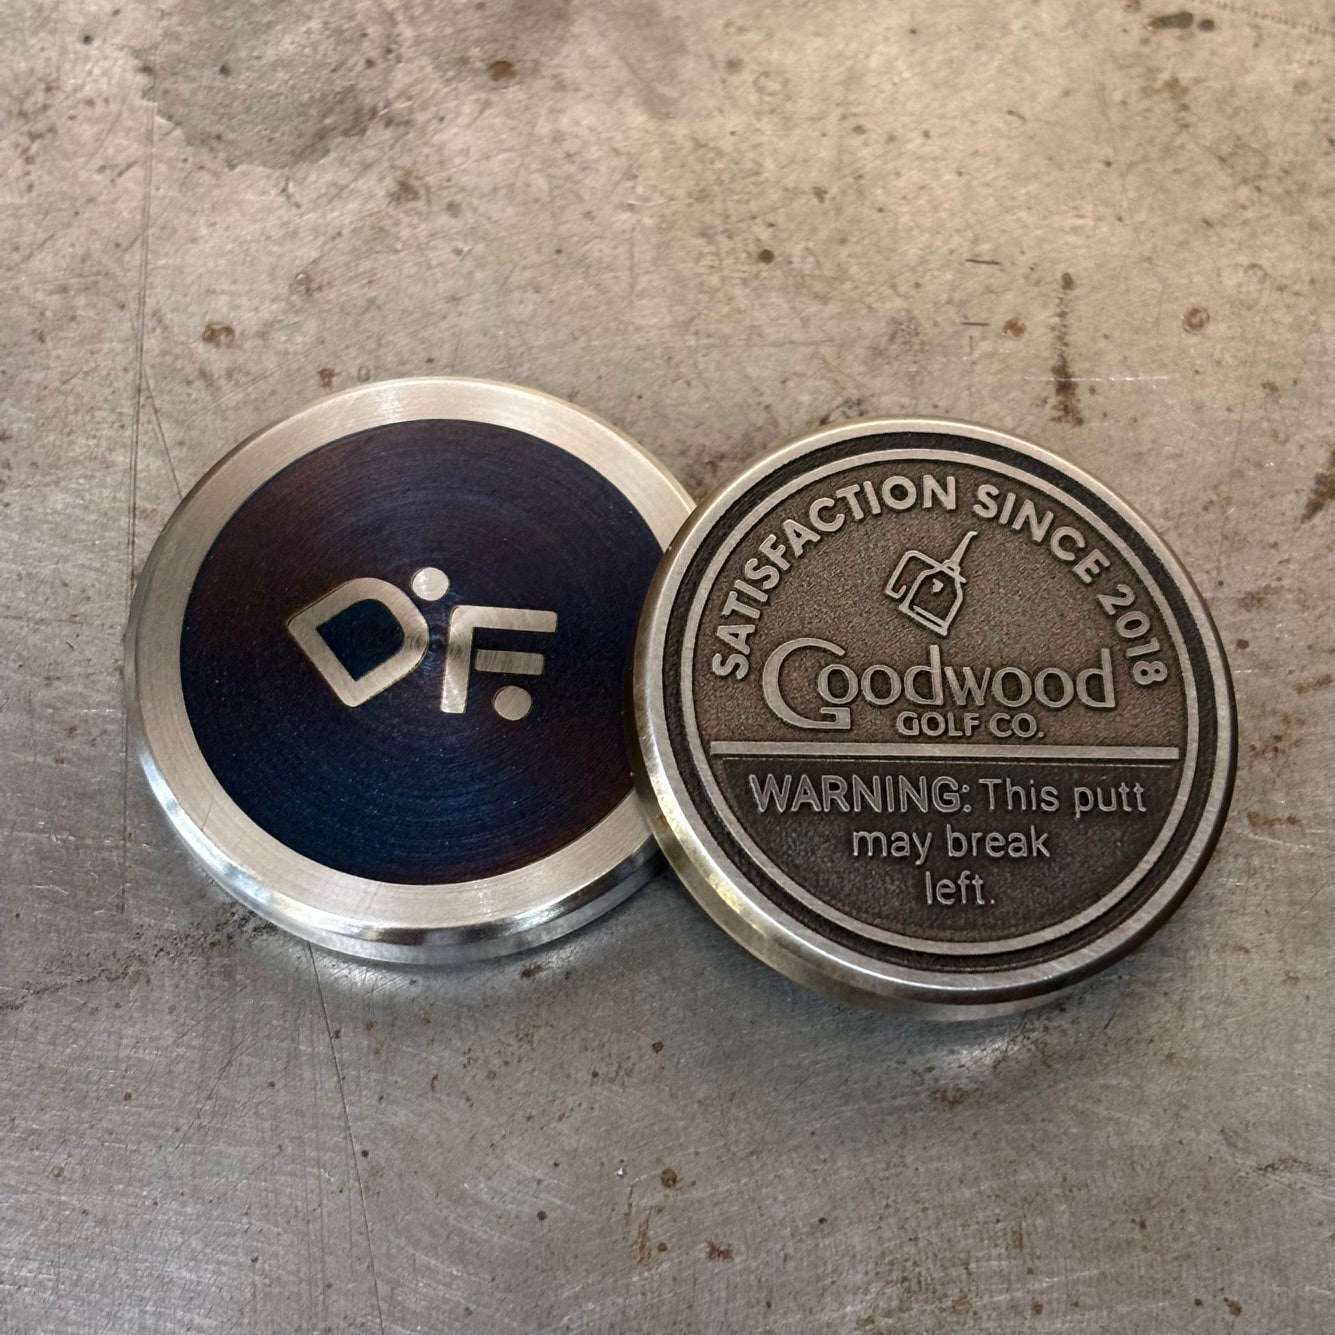 DF
SATISFACTION SINCE 2018
Goodwood
GOLF CO.
WARNING: This putt
may break
left.